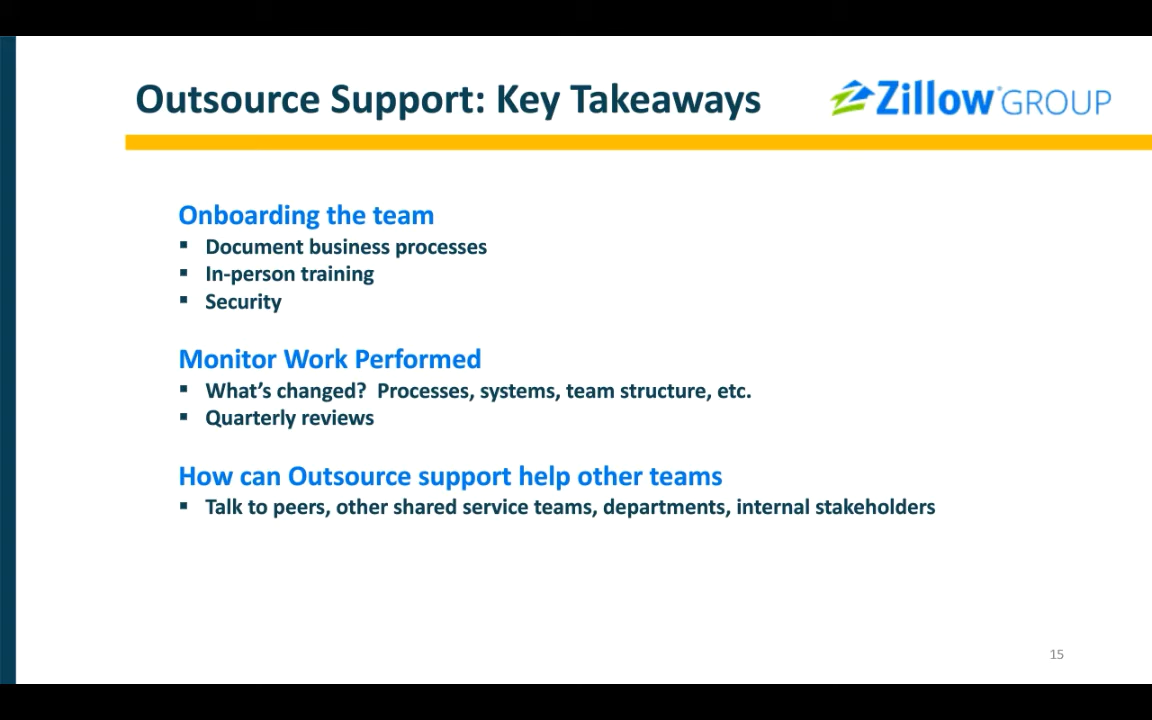 Outsource Support: Key Takeaways
Zillow® GROUP
Onboarding the team
▪ Document business processes
▪ In-person training
▪ Security
Monitor Work Performed
▪ What’s changed?  Processes, systems, team structure, etc.
▪ Quarterly reviews
How can Outsource support help other teams
▪ Talk to peers, other shared service teams, departments, internal stakeholders
15